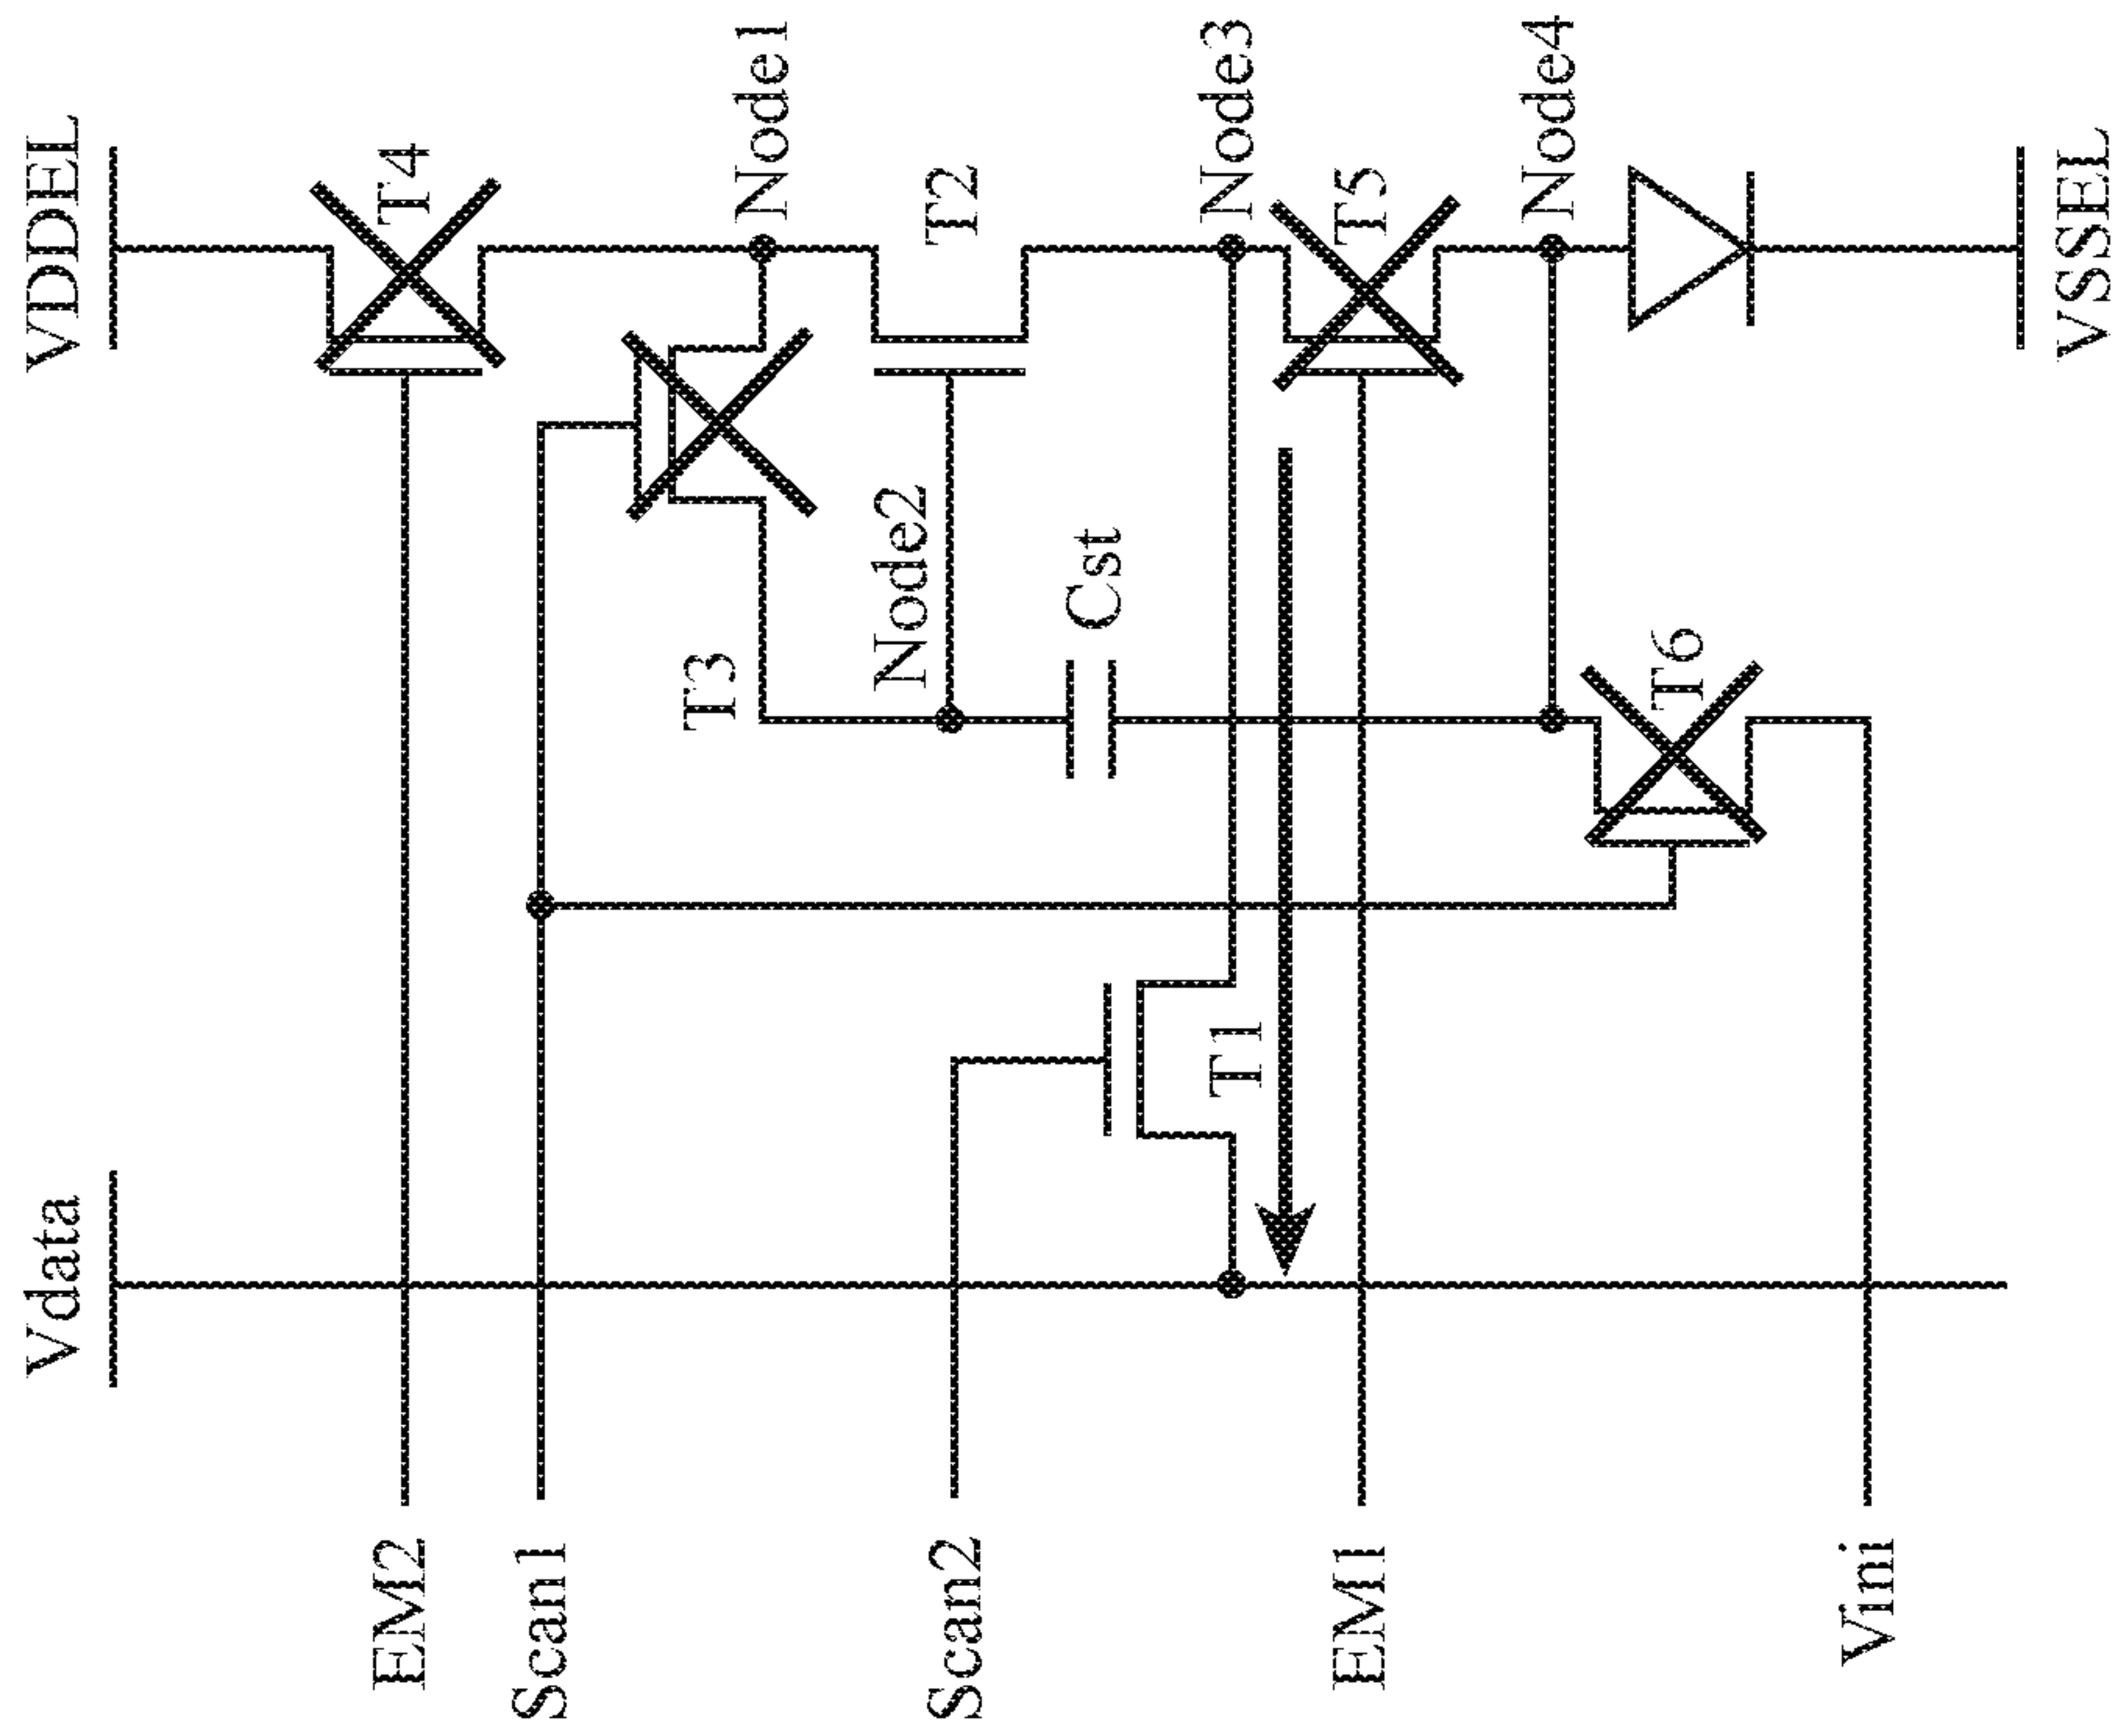 VDDEL
T4
Node1
T2
Node3
T5
Node4
VSSEL
T3
Node2
Cst
T6
T1
Vdata
EM2
Scan1
Scan2
EM1
Vini